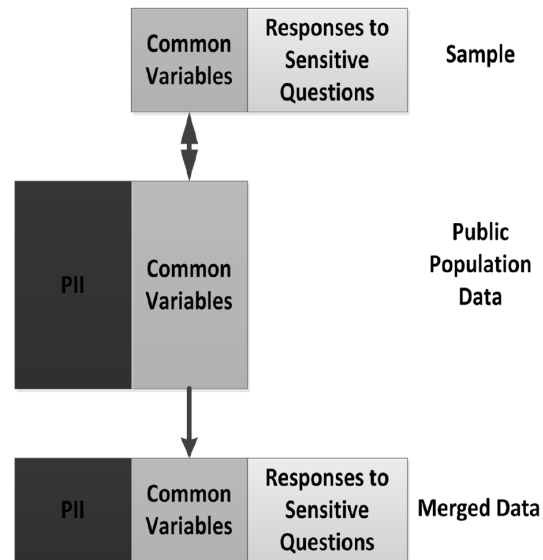 Common
Variables
Responses to
Sensitive
Questions
Sample
PII
Common
Variables
Public
Population
Data
PII
Common
Variables
Responses to
Sensitive
Questions
Merged Data